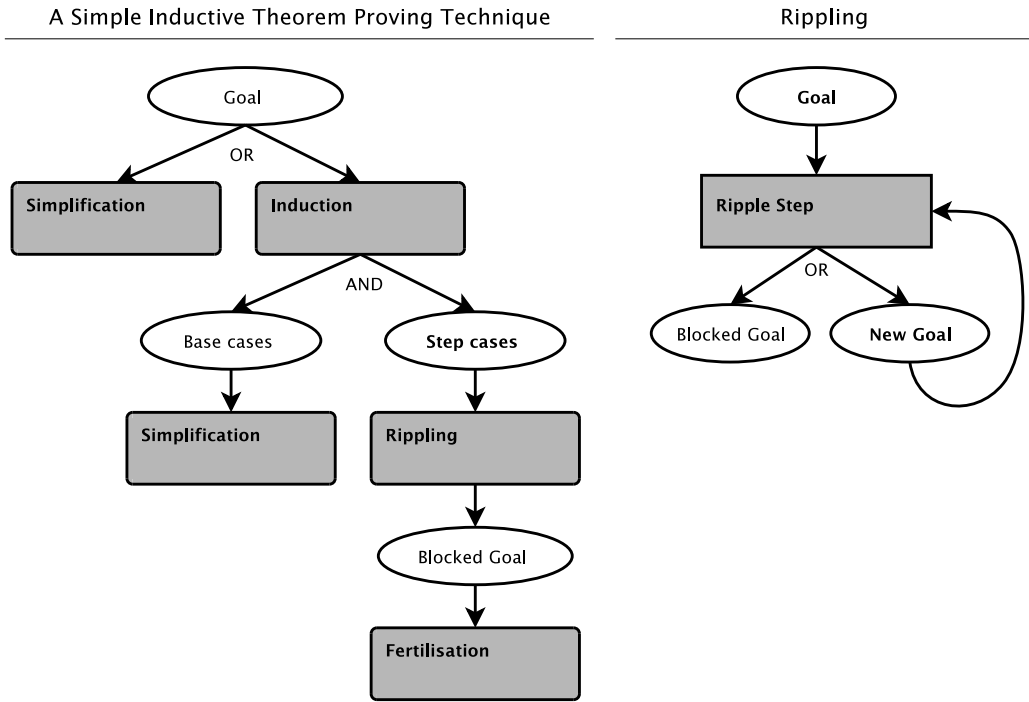 A Simple Inductive Theorem Proving Technique
Goal
OR
Simplification
Induction
AND
Base cases
Step cases
Simplification
Rippling
Blocked Goal
Fertilisation
Rippling
Goal
Ripple Step
OR
Blocked Goal
New Goal